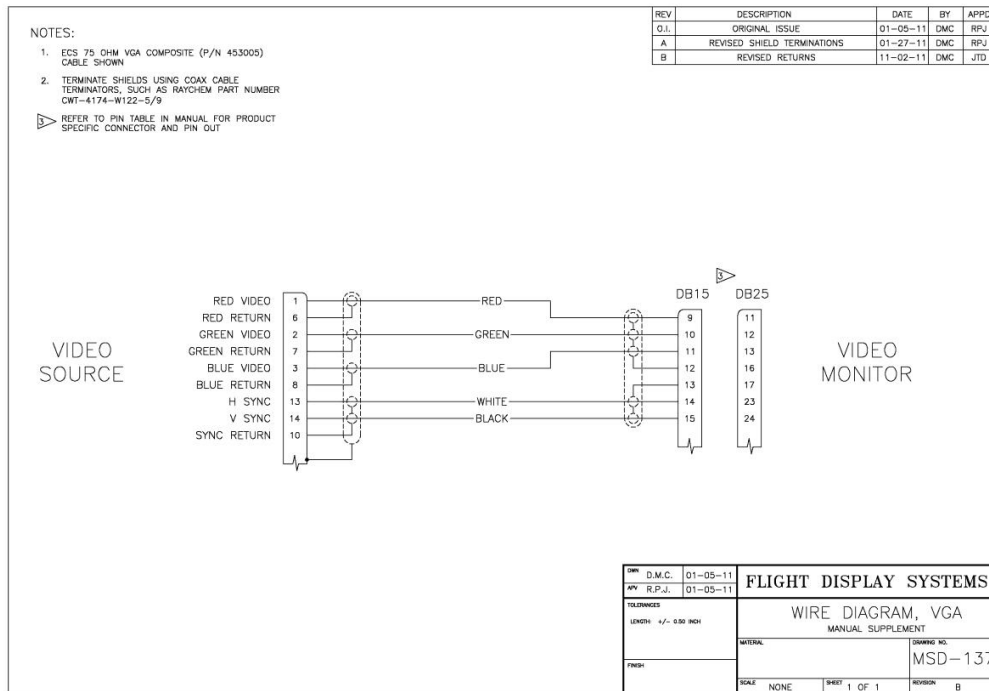 NOTES:
1. ECS 75 OHM VGA COMPOSITE (P/N 453005)
CABLE SHOWN
2. TERMINATE SHIELDS USING COAX CABLE
TERMINATORS, SUCH AS RAYCHEM PART NUMBER
CWT-4174-W122-5/9
3 REFER TO PIN TABLE IN MANUAL FOR PRODUCT
SPECIFIC CONNECTOR AND PIN OUT
REV DESCRIPTION DATE BY APPD
O.I. ORIGINAL ISSUE 01-05-11 DMC RPJ
A REVISED SHIELD TERMINATIONS 01-27-11 DMC RPJ
B REVISED RETURNS 11-02-11 DMC JTD
VIDEO
SOURCE
RED VIDEO 1
RED RETURN 6
GREEN VIDEO 2
GREEN RETURN 7
BLUE VIDEO 3
BLUE RETURN 8
H SYNC 13
V SYNC 14
SYNC RETURN 10
RED
GREEN
BLUE
WHITE
BLACK
3
DB15 DB25
9 11
10 12
11 13
12 16
13 17
14 23
15 24
VIDEO
MONITOR
DWN D.M.C. 01-05-11
APV R.P.J. 01-05-11
TOLERANCES
LENGTH: +/- 0.50 INCH
FINISH
FLIGHT DISPLAY SYSTEMS
WIRE DIAGRAM, VGA
MANUAL SUPPLEMENT
MATERIAL
DRAWING NO.
MSD-137
SCALE NONE
SHEET 1 OF 1
REVISION B